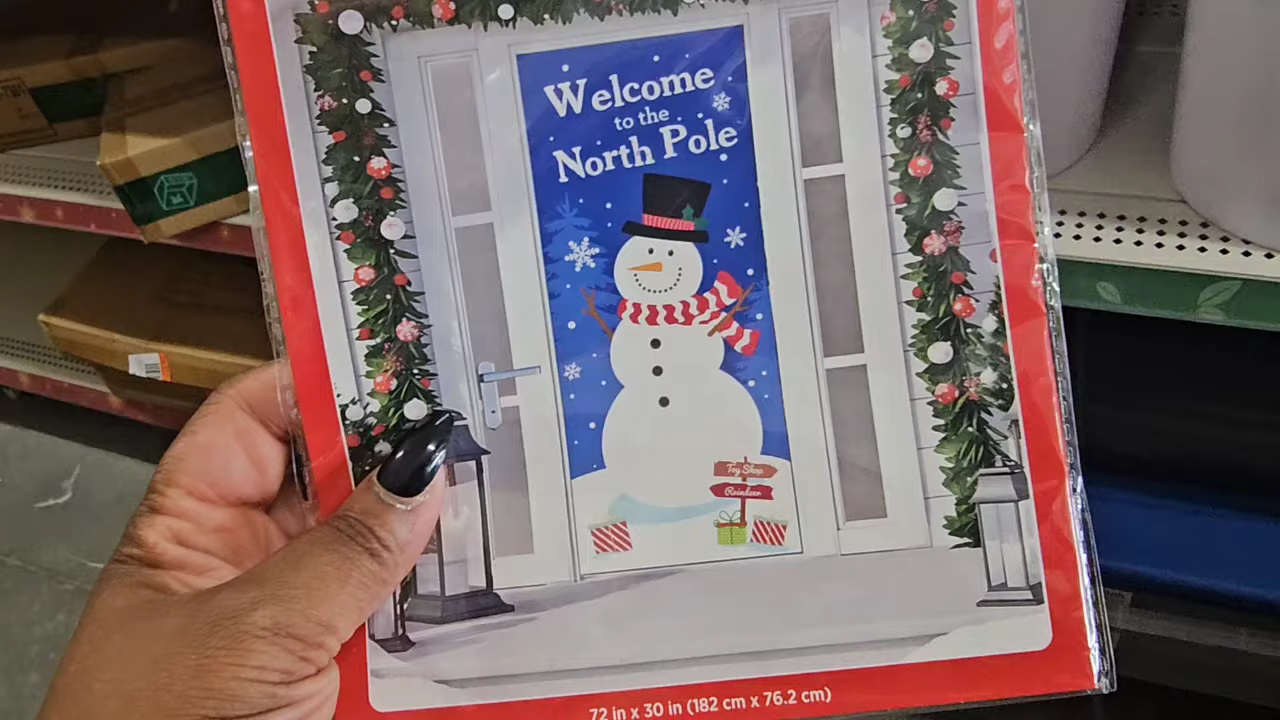 Welcome
to the
North Pole
Toy Shop
Reindeer
72 in x 30 in (182 cm x 76.2 cm)